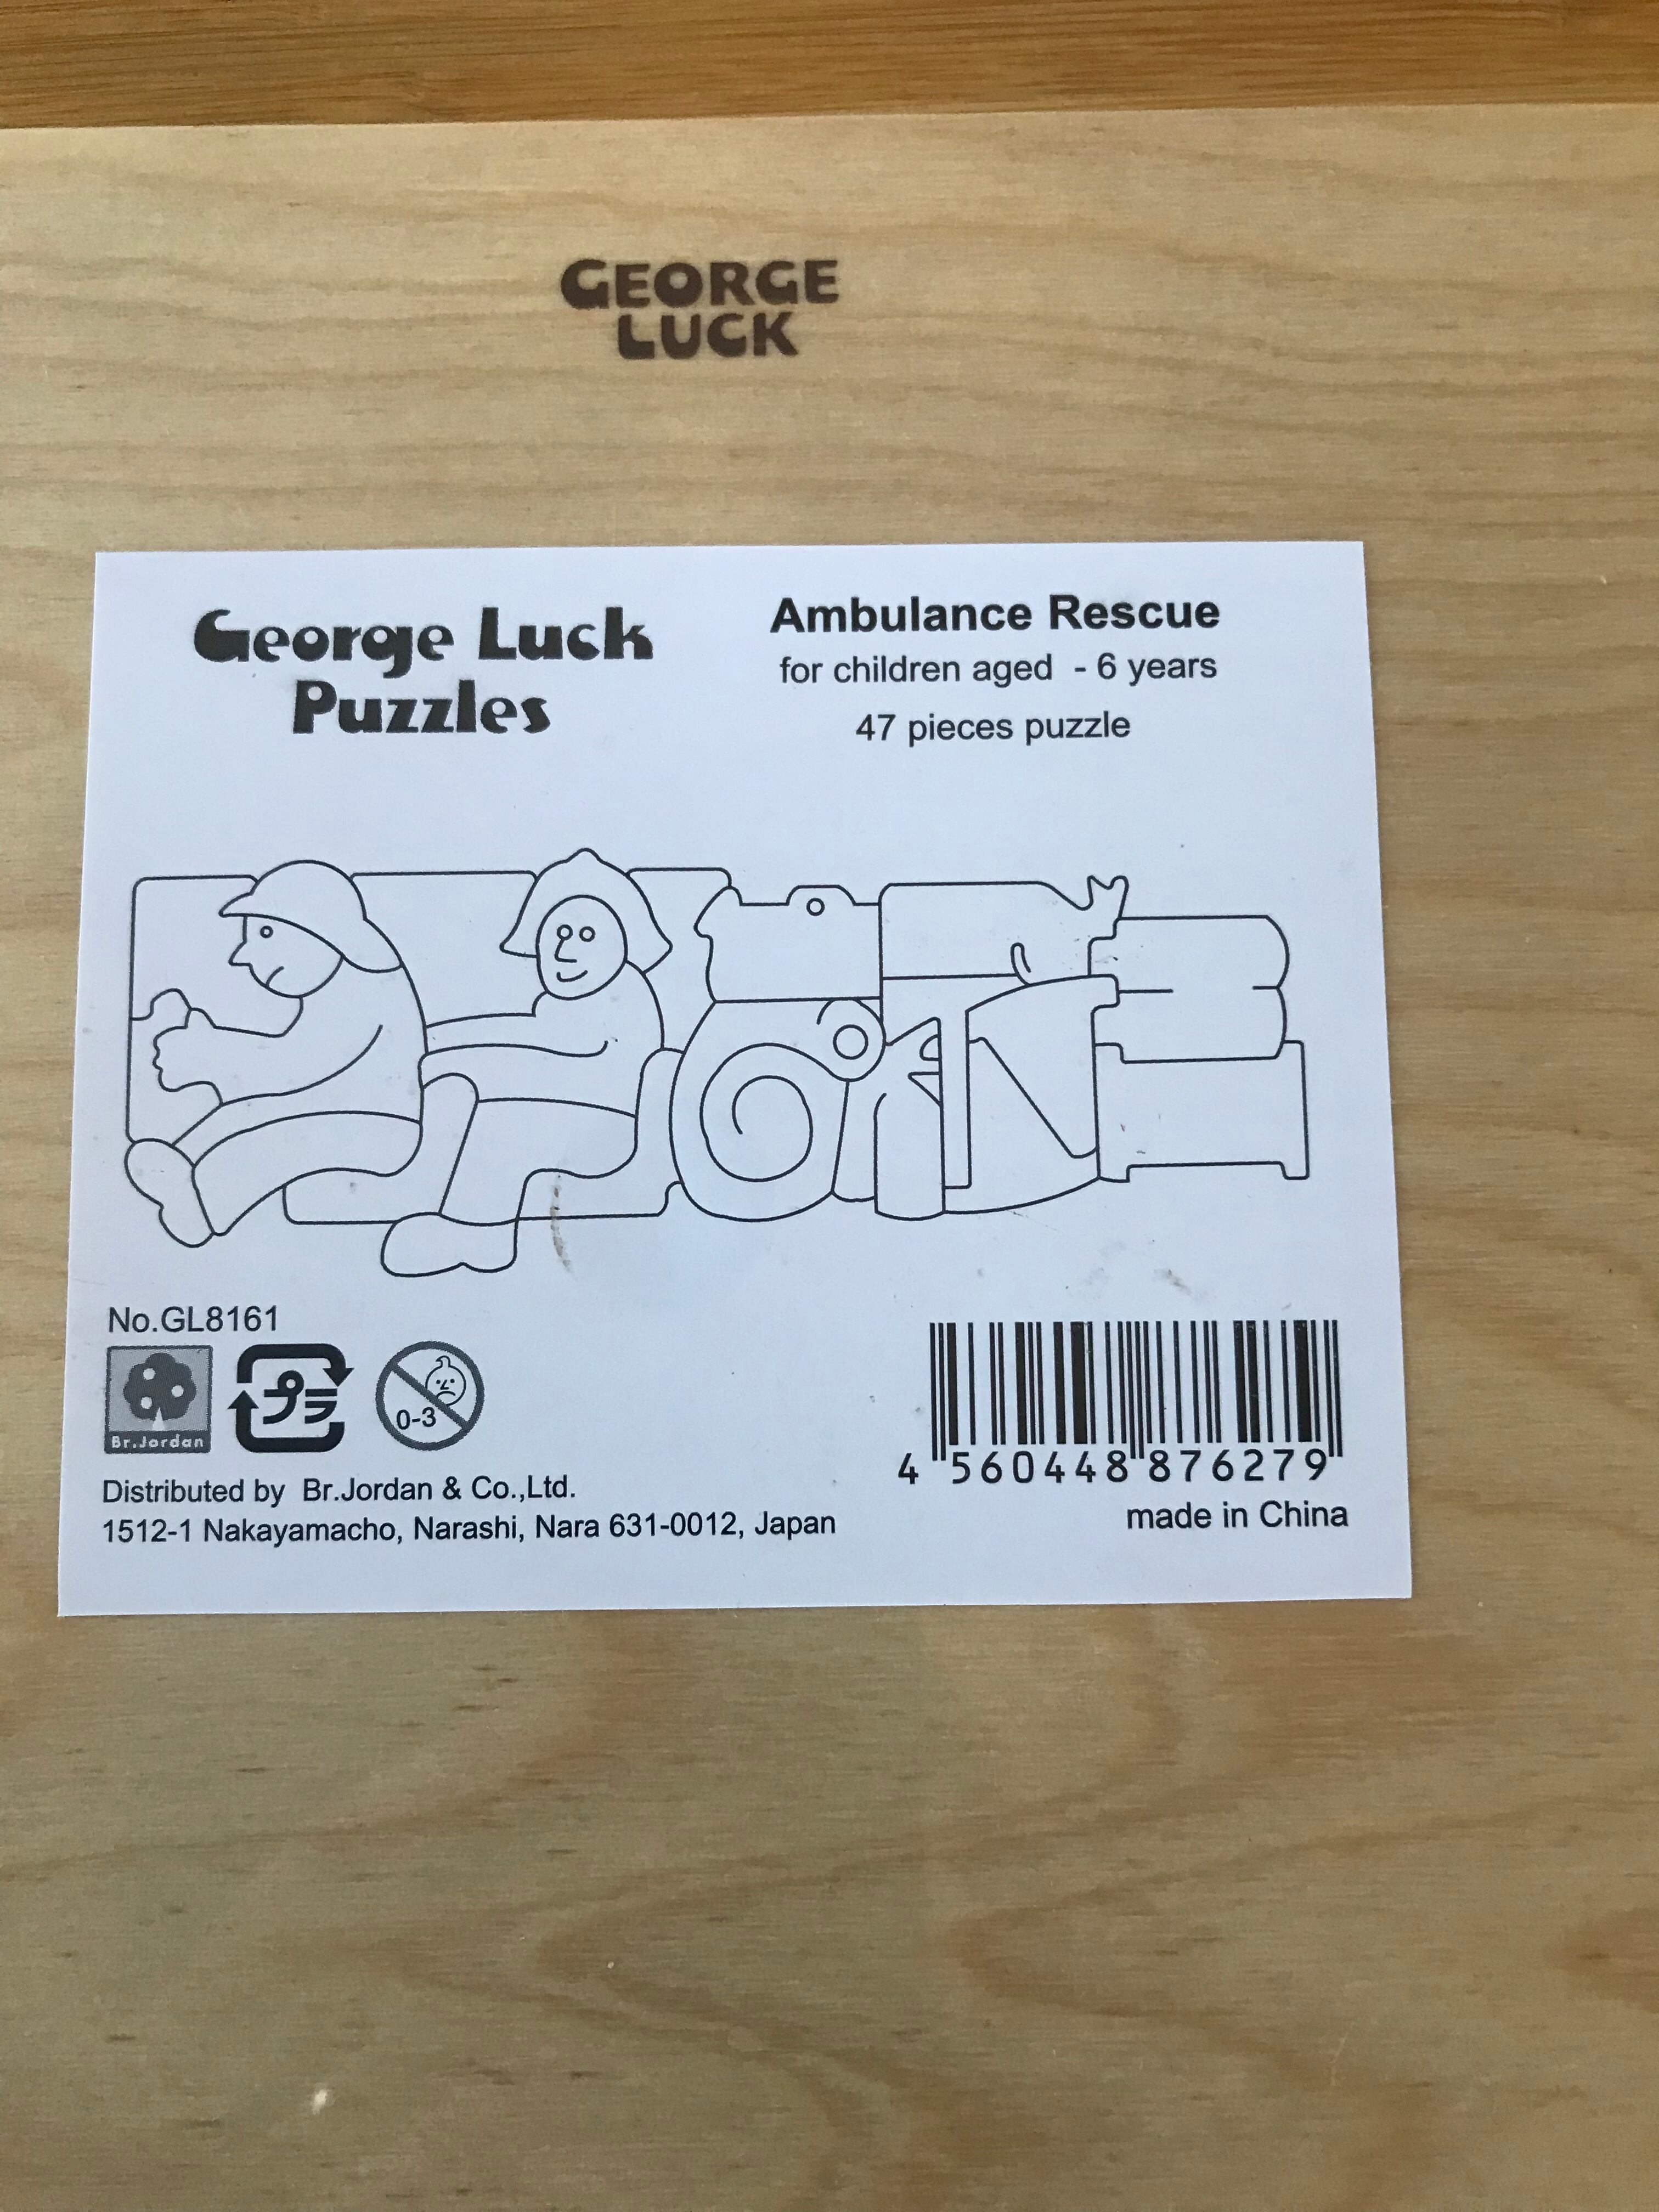 GEORGE
LUCK
George Luck
Puzzles
Ambulance Rescue
for children aged - 6 years
47 pieces puzzle
No.GL8161
Br.Jordan
プラ
0-3
Distributed by Br.Jordan & Co.,Ltd.
1512-1 Nakayamacho, Narashi, Nara 631-0012, Japan
4 560448 876279
made in China